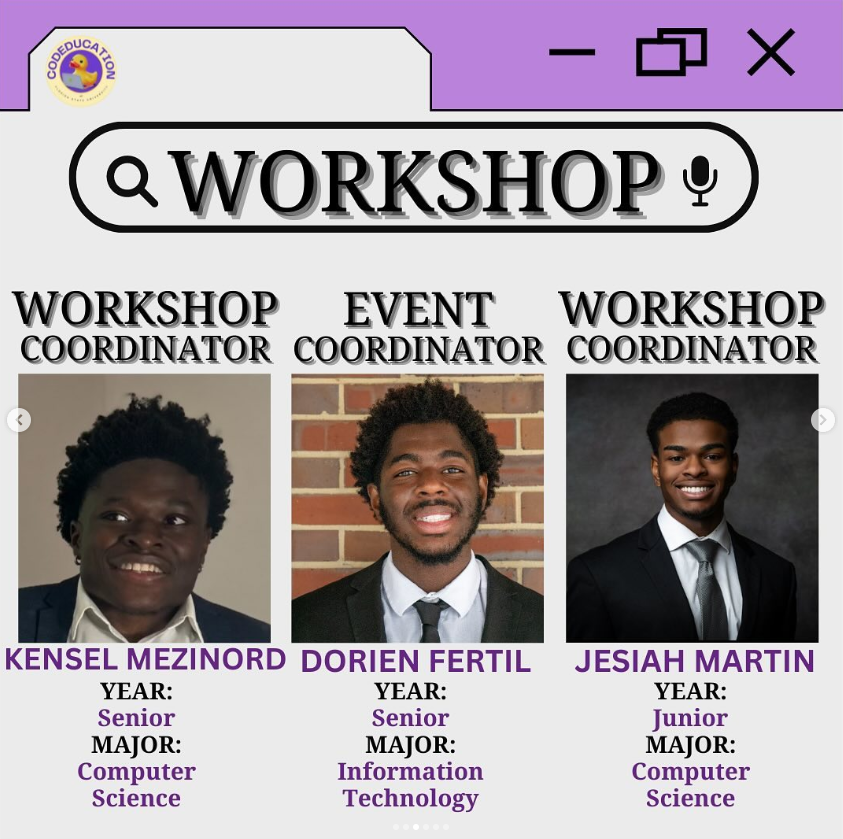 CODEDUCATION
WORKSHOP
WORKSHOP
COORDINATOR
EVENT
COORDINATOR
WORKSHOP
COORDINATOR
KENSEL MEZINORD
DORIEN FERTIL
JESIAH MARTIN
YEAR:
Senior
MAJOR:
Computer
Science
YEAR:
Senior
MAJOR:
Information
Technology
YEAR:
Junior
MAJOR:
Computer
Science